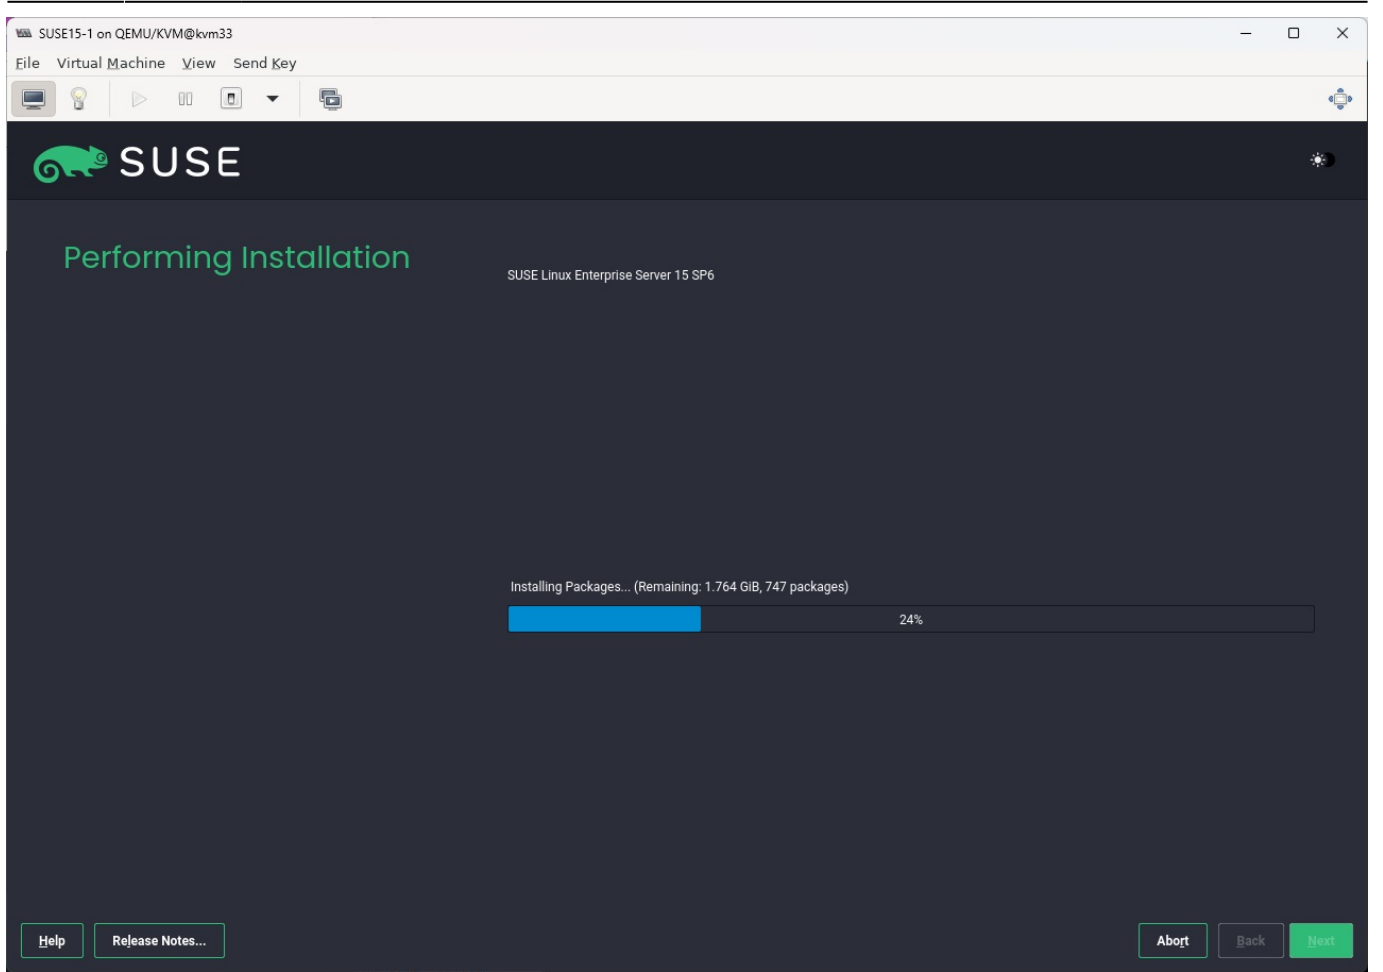 SUSE15-1 on QEMU/KVM@kvm33
File Virtual Machine View Send Key
SUSE
Performing Installation
SUSE Linux Enterprise Server 15 SP6
Installing Packages... (Remaining: 1.764 GiB, 747 packages)
24%
Help Release Notes... Abort Back Next